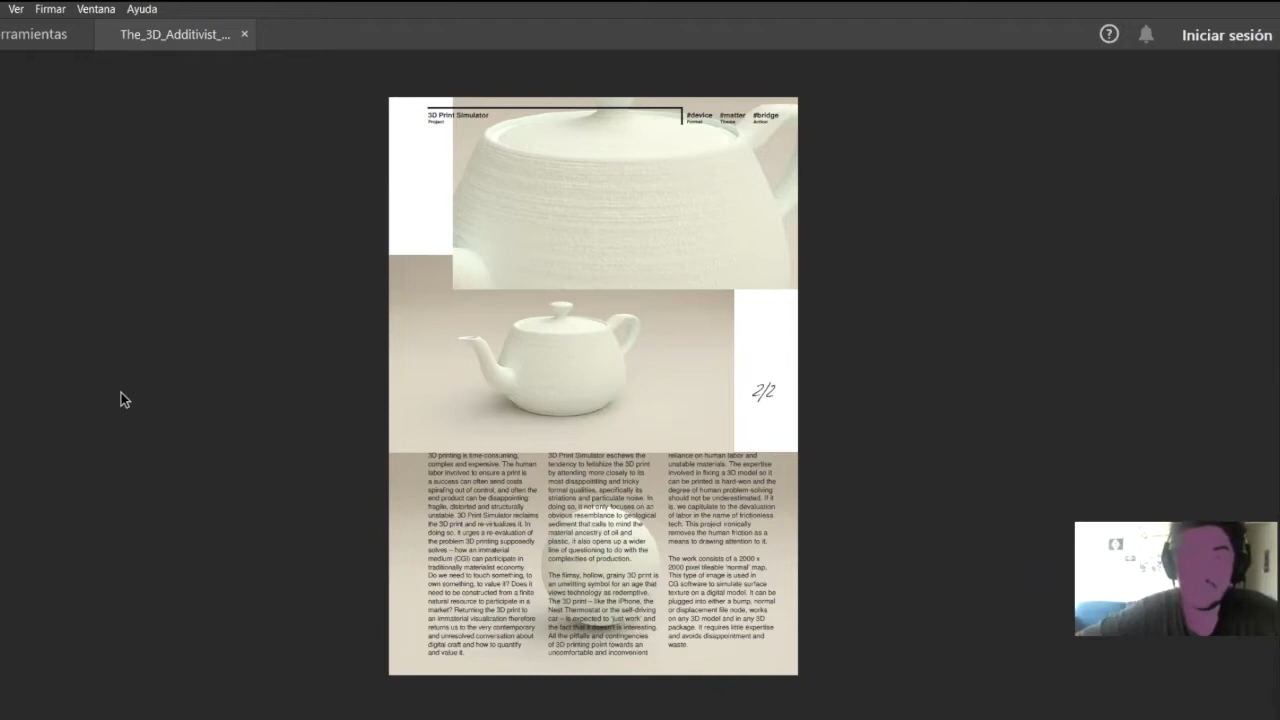 Ver Firmar Ventana Ayuda
rramientas The_3D_Additivist_... × ? Iniciar sesión
3D Print Simulator
Project
#device #matter #bridge
Format Theme Author
2/2
3D printing is time-consuming,
complex and expensive. The human
labor involved to ensure a print is
a success can often send costs
spiraling out of control, and often the
end product can be disappointing
fragile, distorted and structurally
unstable. 3D Print Simulator reclaims
the 3D print and re-virtualizes it. In
doing so, it urges a re-evaluation of
the problem 3D printing supposedly
solves – how an immaterial
medium (CGI) can participate in
traditionally materialist economy.
Do we need to touch something, to
own something, to value it? Does it
need to be constructed from a finite
natural resource to participate in a
market? Returning the 3D print to
an immaterial visualisation therefore
returns us to the very contemporary
and unresolved conversation about
digital craft and how to quantify
and value it.
3D Print Simulator eschews the
tendency to fetishize the 3D print
by attending more closely to its
most disappointing and tricky
formal qualities, specifically its
striations and particulate noise. In
doing so, it not only focuses on an
obvious resemblance to geological
sediment that calls to mind the
material ancestry of oil and
plastic, it also opens up a wider
line of questioning to do with the
complexities of production.
The flimsy, hollow, grainy 3D print is
an unwitting symbol for an age that
views technology as redemptive.
The 3D print – like the iPhone, the
Nest Thermostat or the self-driving
car – is expected to 'just work' and
the fact that it doesn't is interesting.
All the pitfalls and contingencies
of 3D printing point towards an
uncomfortable and inconvenient
reliance on human labor and
unstable materials. The expertise
involved in fixing a 3D model so it
can be printed is hard-won and the
degree of human problem-solving
should not be underestimated. If it
is, we capitulate to the devaluation
of labor in the name of frictionless
tech. This project ironically
removes the human friction as a
means to drawing attention to it.
The work consists of a 2000 x
2000 pixel tileable 'normal' map.
This type of image is used in
CG software to simulate surface
texture on a digital model. It can be
plugged into either a bump, normal
or displacement file node, works
on any 3D model and in any 3D
package. It requires little expertise
and avoids disappointment and
waste.